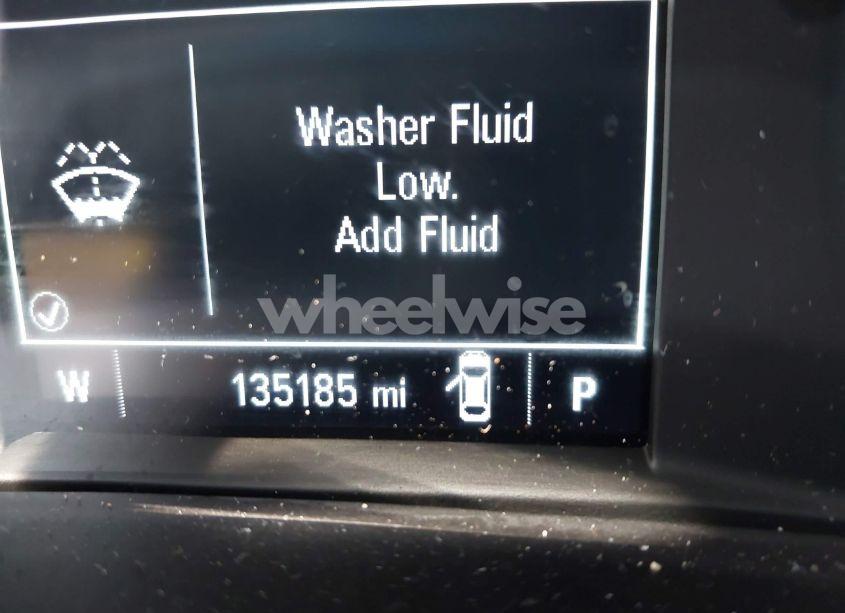 Washer Fluid
Low.
Add Fluid
wheelwise
W 135185 mi P